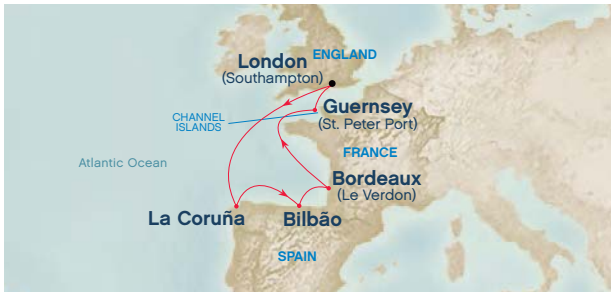 London
(Southampton)
ENGLAND
Guernsey
(St. Peter Port)
CHANNEL
ISLANDS
FRANCE
Atlantic Ocean
Bordeaux
(Le Verdon)
La Coruña
Bilbão
SPAIN